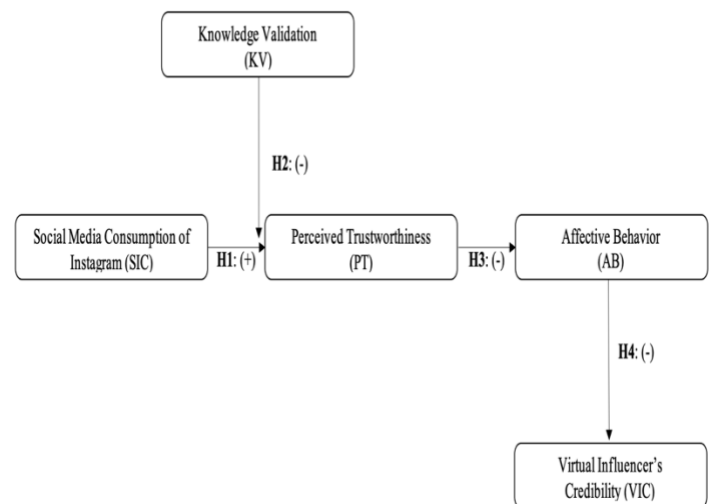 Knowledge Validation
(KV)
H2: (-)
Social Media Consumption of
Instagram (SIC)
H1: (+)
Perceived Trustworthiness
(PT)
H3: (-)
Affective Behavior
(AB)
H4: (-)
Virtual Influencer's
Credibility (VIC)